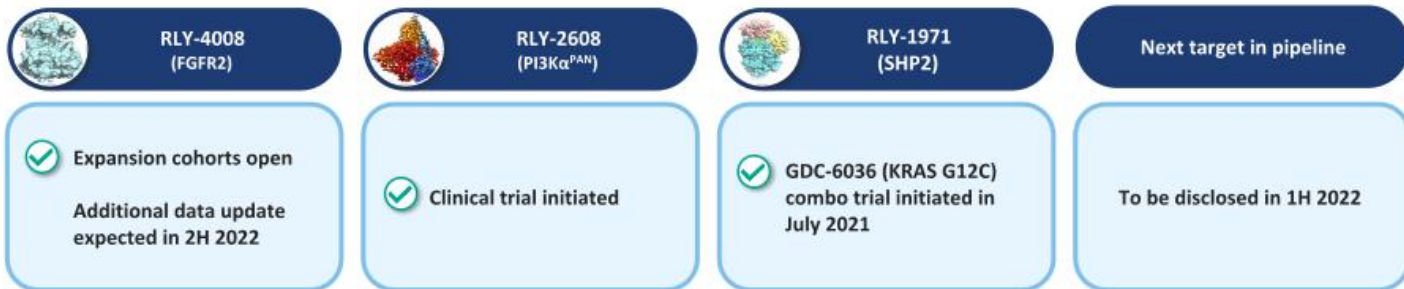 RLY-4008
(FGFR2)
Expansion cohorts open
Additional data update
expected in 2H 2022
RLY-2608
(PI3Kα^PAN)
Clinical trial initiated
RLY-1971
(SHP2)
GDC-6036 (KRAS G12C)
combo trial initiated in
July 2021
Next target in pipeline
To be disclosed in 1H 2022